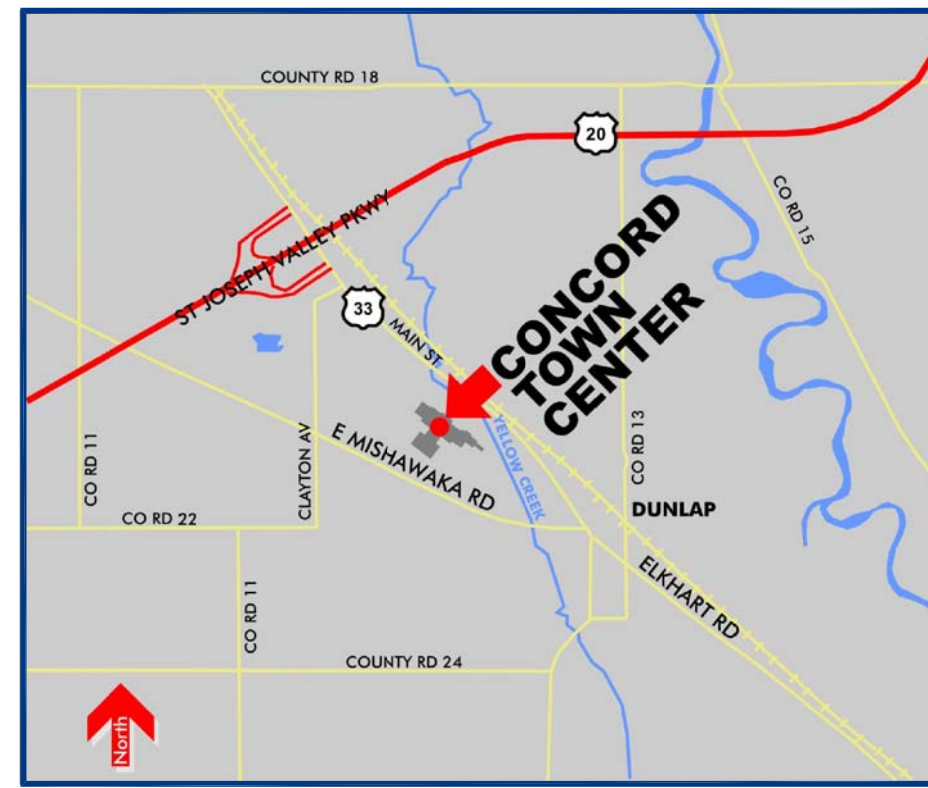 COUNTY RD 18
20
CO RD 15
ST JOSEPH VALLEY PKWY
33
MAIN ST
CONCORD
TOWN
CENTER
CO RD 11
CLAYTON AV
E MISHAWAKA RD
YELLOW CREEK
CO RD 13
CO RD 22
DUNLAP
CO RD 11
ELKHART RD
COUNTY RD 24
North